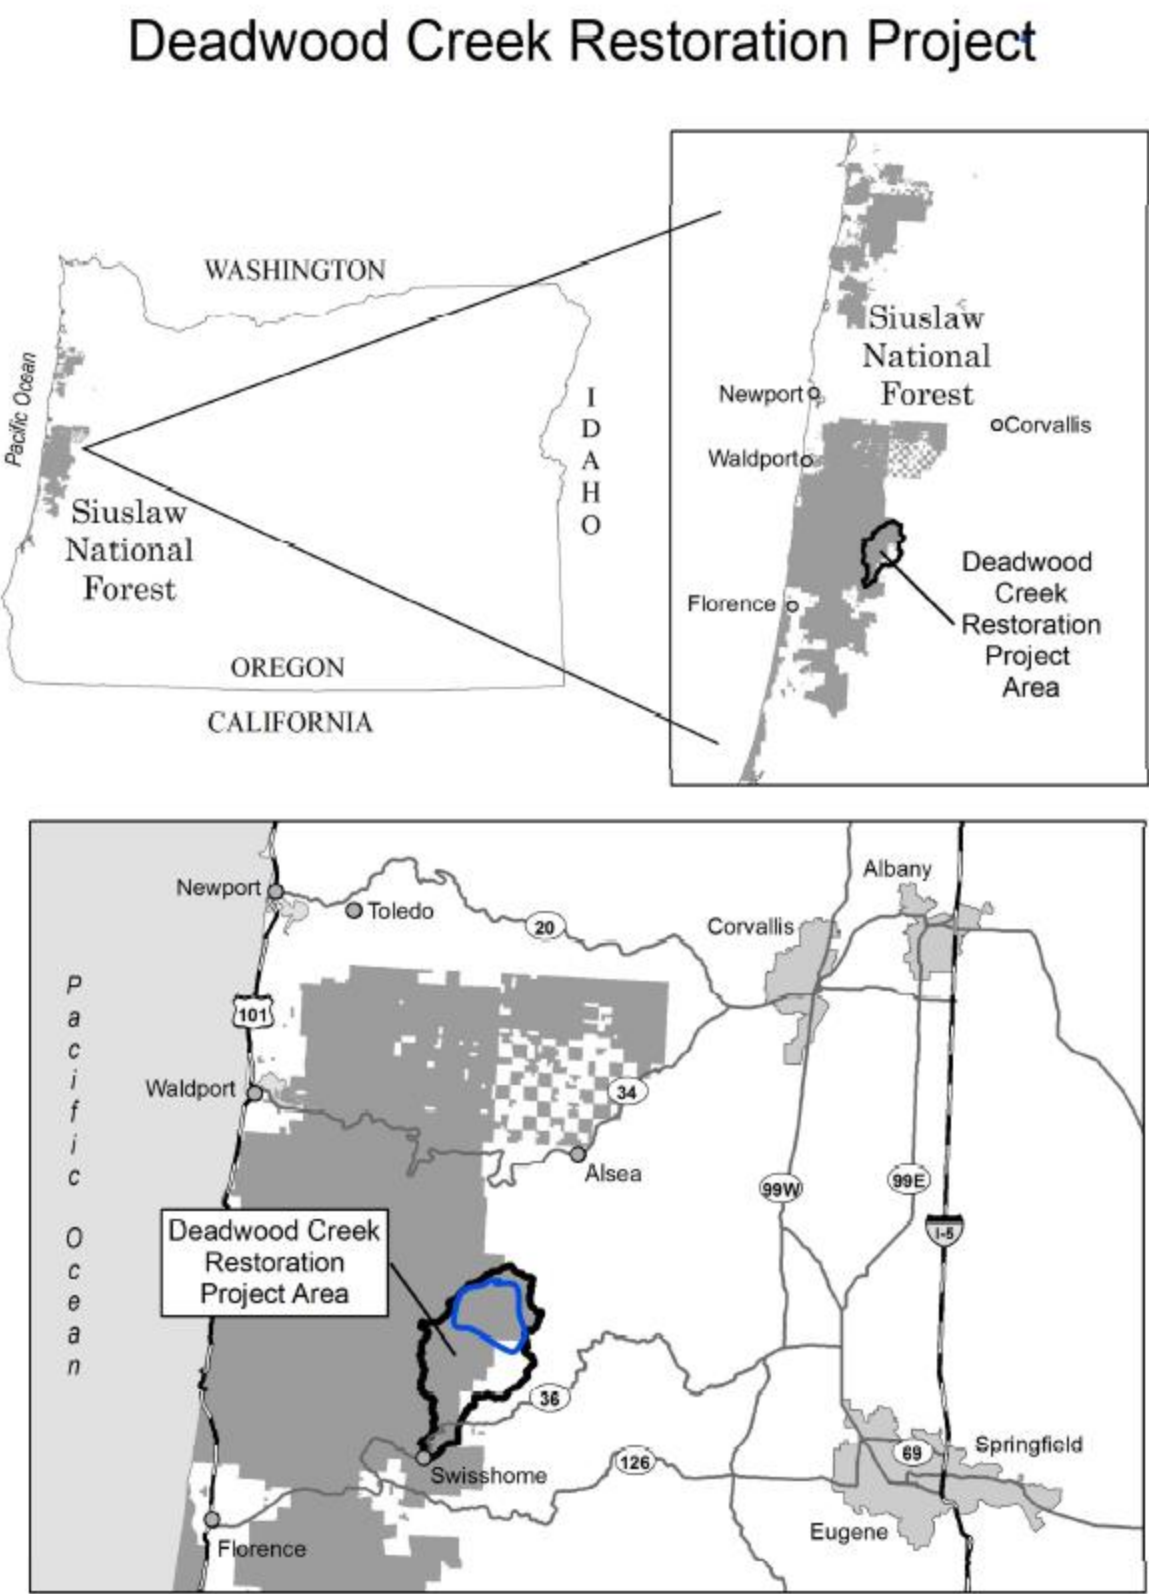 Deadwood Creek Restoration Project
WASHINGTON
Pacific Ocean
I
D
A
H
O
Siuslaw
National
Forest
OREGON
CALIFORNIA
Siuslaw
National
Forest
Newport
Corvallis
Waldport
Deadwood
Creek
Restoration
Project
Area
Florence
Albany
Newport
Toledo
Corvallis
20
101
Pacific Ocean
Waldport
34
Alsea
99W
99E
I-5
Deadwood Creek
Restoration
Project Area
36
Swisshome
126
69
Springfield
Eugene
Florence